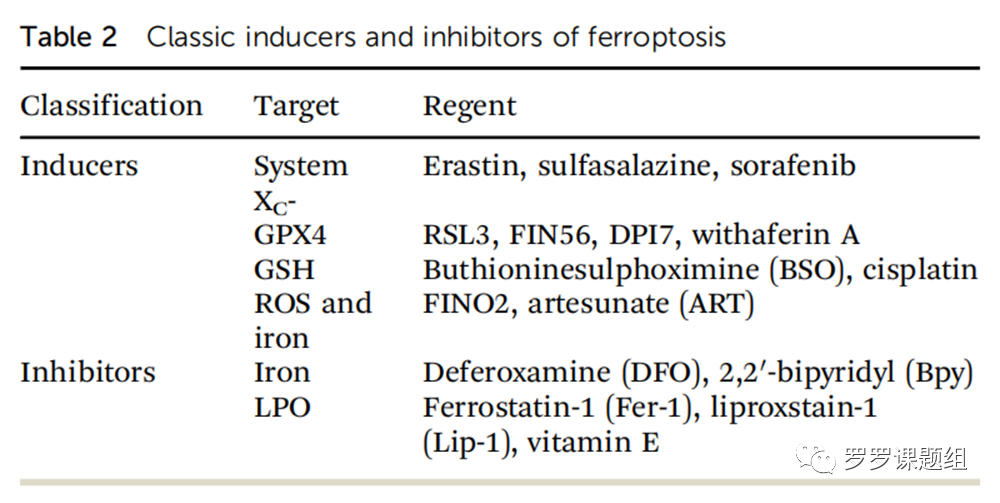 Table 2 Classic inducers and inhibitors of ferroptosis
Classification Target Regent
Inducers System Erastin, sulfasalazine, sorafenib
XC-
GPX4 RSL3, FIN56, DPI7, withaferin A
GSH Buthioninesulphoximine (BSO), cisplatin
ROS and FINO2, artesunate (ART)
iron
Inhibitors Iron Deferoxamine (DFO), 2,2′-bipyridyl (Bpy)
LPO Ferrostatin-1 (Fer-1), liproxstain-1
(Lip-1), vitamin E
罗罗课题组